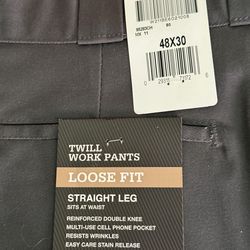 48X30
TWILL
WORK PANTS
LOOSE FIT
STRAIGHT LEG
SITS AT WAIST
REINFORCED DOUBLE KNEE
MULTI-USE CELL PHONE POCKET
RESISTS WRINKLES
EASY CARE STAIN RELEASE